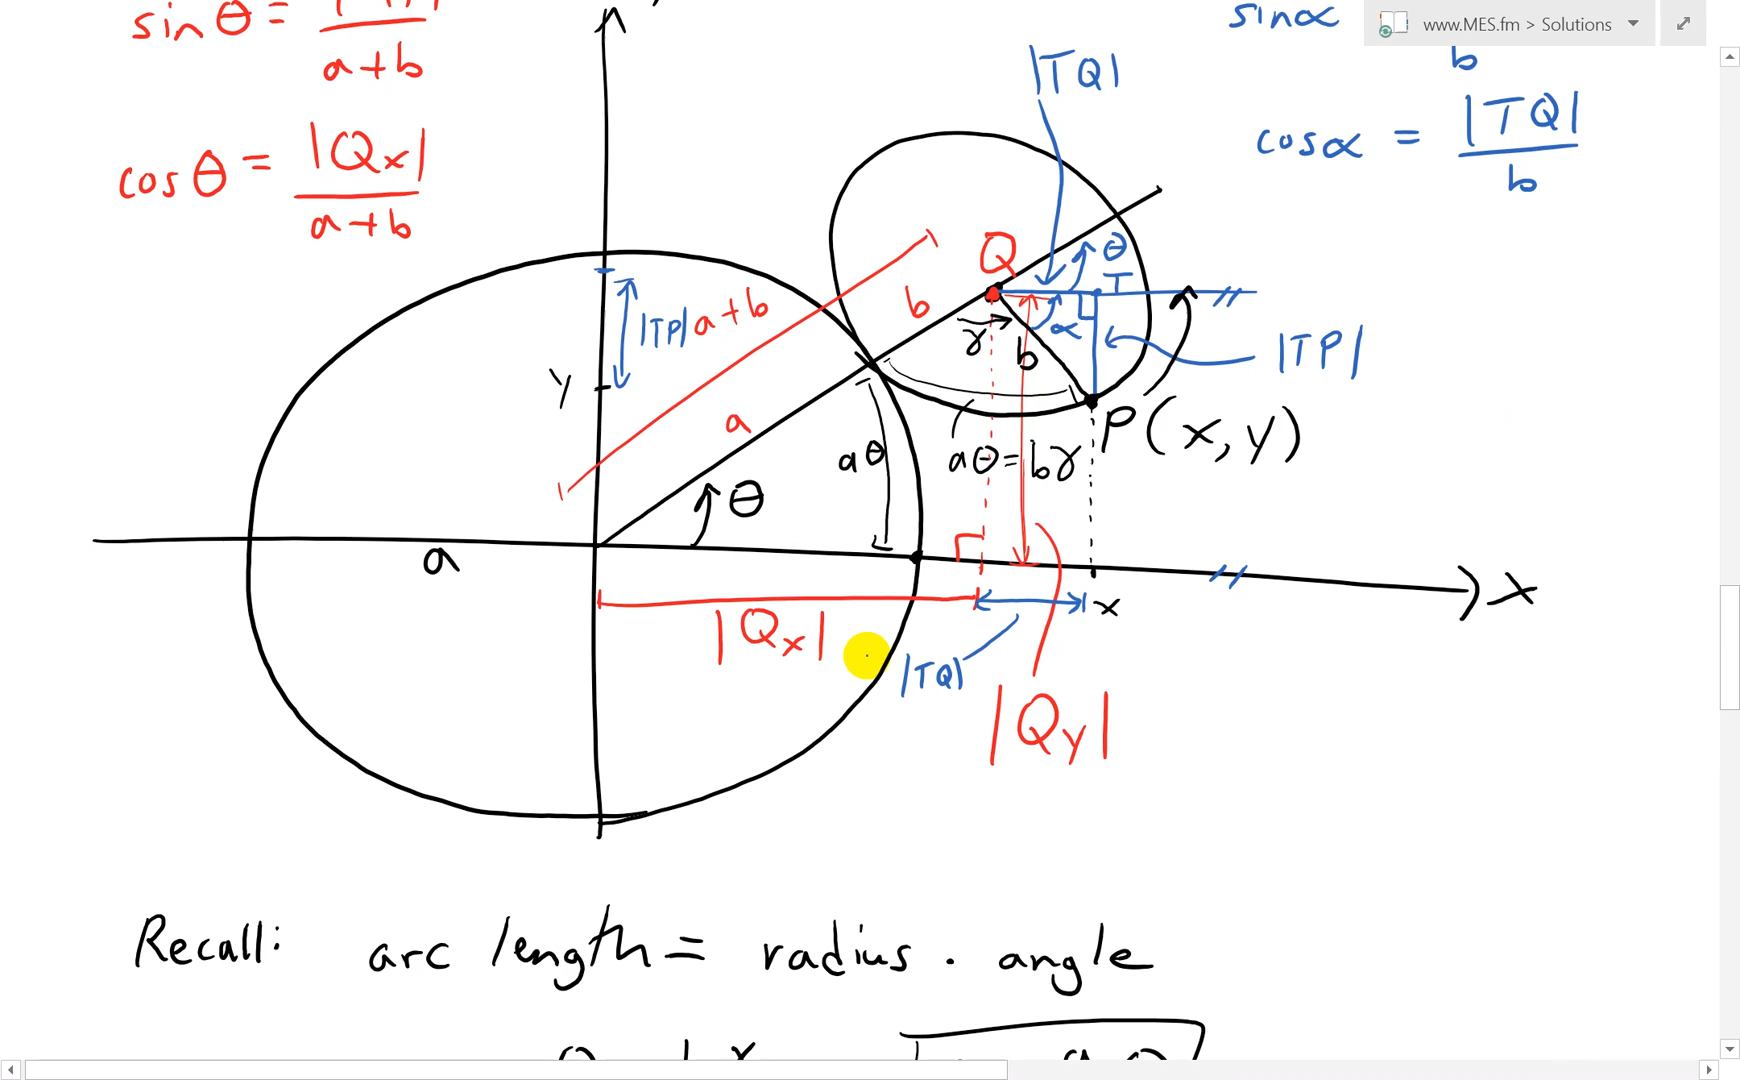 sin θ =
a+b
cos θ = |Qx|
a+b
sinα
b
cosα = |TQ|
b
www.MES.fm > Solutions
|TQ|
Q
θ
T
b
|TP| a+b
α
γ
b
|TP|
y
a
P(x,y)
aθ
aθ=bγ
θ
a
x
x
|Qx|
|TQ|
|Qy|
Recall: arc length = radius · angle